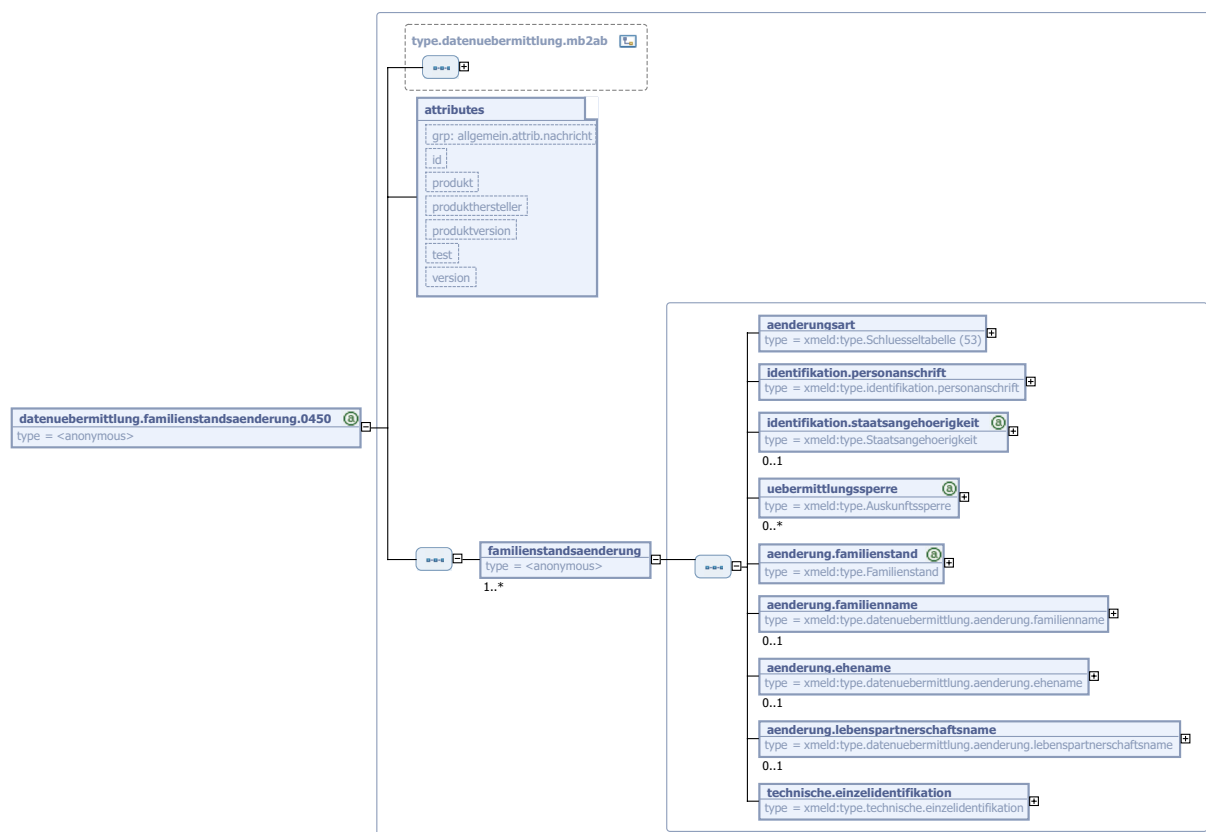 type.datenuebermittlung.mb2ab
attributes
grp: allgemein.attrib.nachricht
id
produkt
produkthersteller
produktversion
test
version
datenuebermittlung.familienstandsaenderung.0450 a
type = <anonymous>
familienstandsaenderung
type = <anonymous>
1..*
aenderungsart
type = xmeld:type.Schluesseltabelle (53)
identifikation.personanschrift
type = xmeld:type.identifikation.personanschrift
identifikation.staatsangehoerigkeit a
type = xmeld:type.Staatsangehoerigkeit
0..1
uebermittlungssperre a
type = xmeld:type.Auskunftssperre
0..*
aenderung.familienstand a
type = xmeld:type.Familienstand
aenderung.familienname
type = xmeld:type.datenuebermittlung.aenderung.familienname
0..1
aenderung.ehename
type = xmeld:type.datenuebermittlung.aenderung.ehename
0..1
aenderung.lebenspartnerschaftsname
type = xmeld:type.datenuebermittlung.aenderung.lebenspartnerschaftsname
0..1
technische.einzelidentifikation
type = xmeld:type.technische.einzelidentifikation